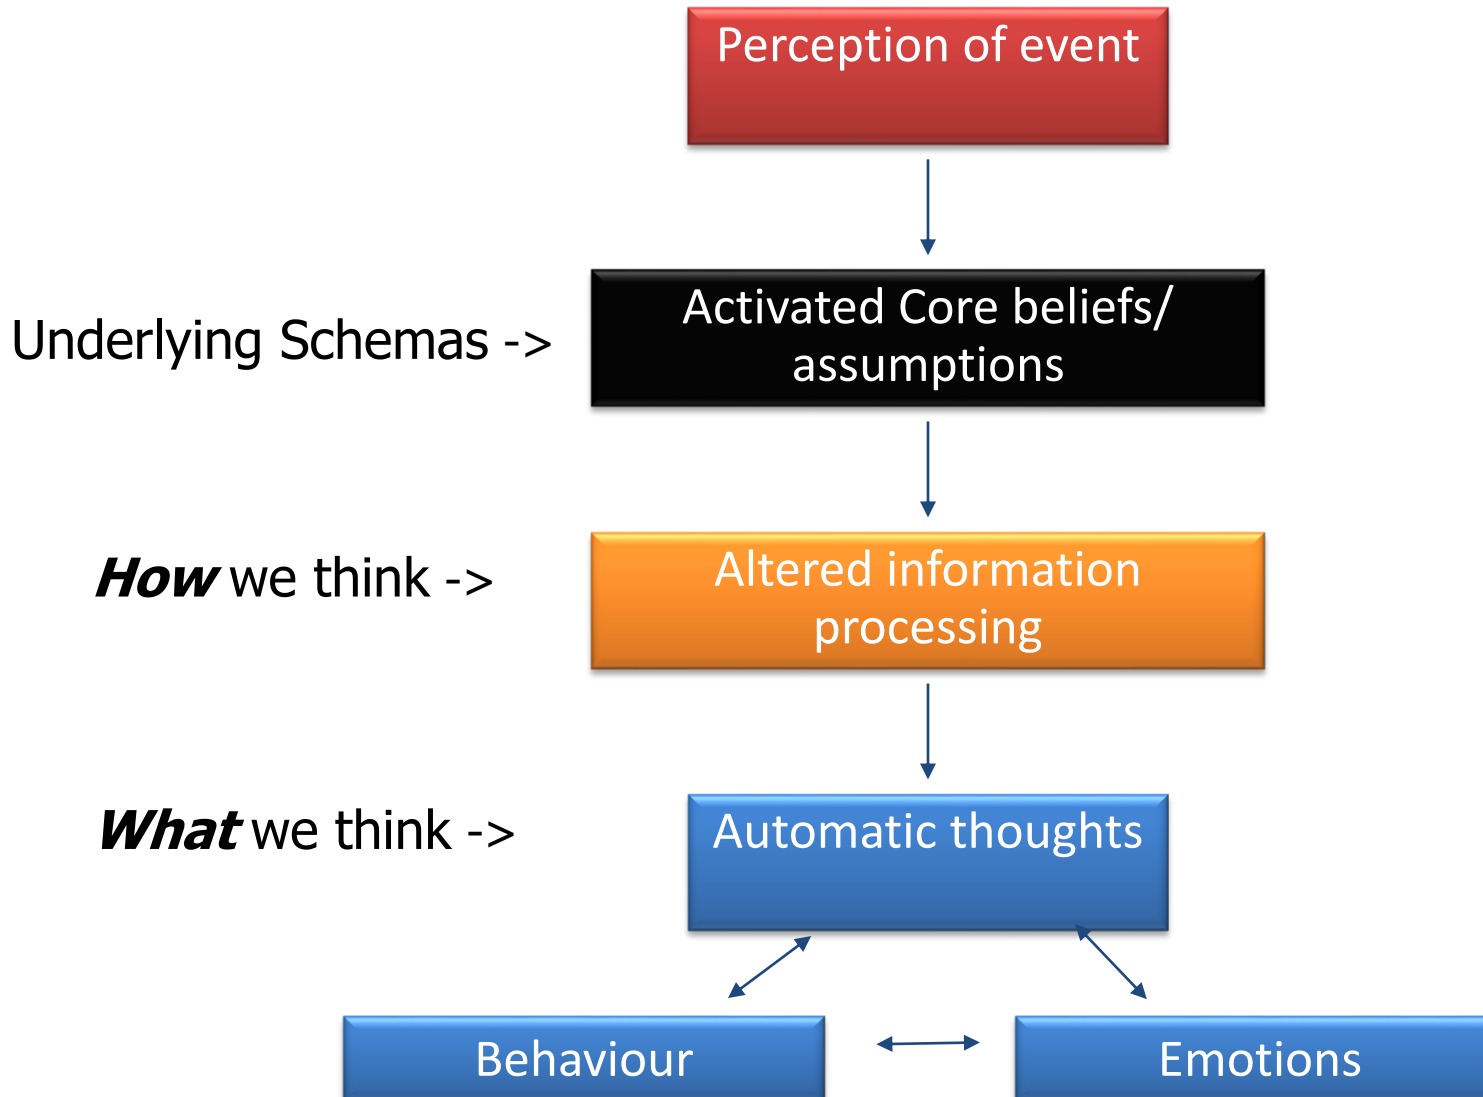 Perception of event
Underlying Schemas ->
Activated Core beliefs/
assumptions
How we think ->
Altered information
processing
What we think ->
Automatic thoughts
Behaviour
Emotions